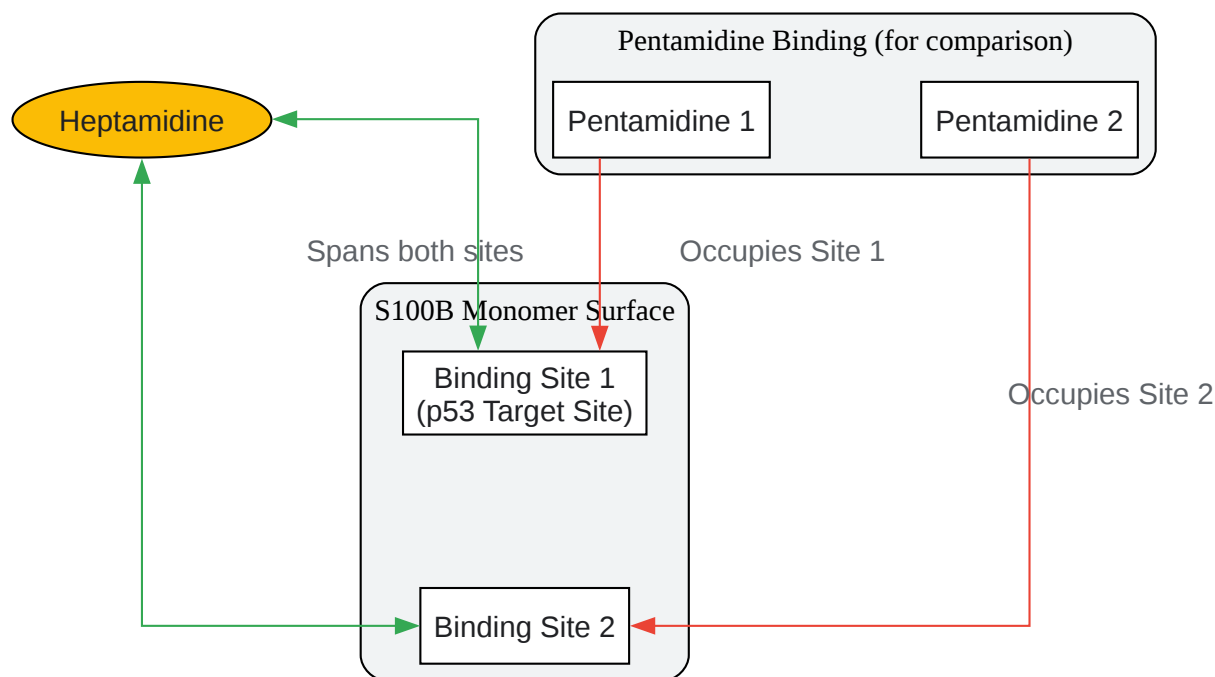 Pentamidine Binding (for comparison)
Heptamidine
Pentamidine 1
Pentamidine 2
Spans both sites
Occupies Site 1
S100B Monomer Surface
Binding Site 1
(p53 Target Site)
Occupies Site 2
Binding Site 2